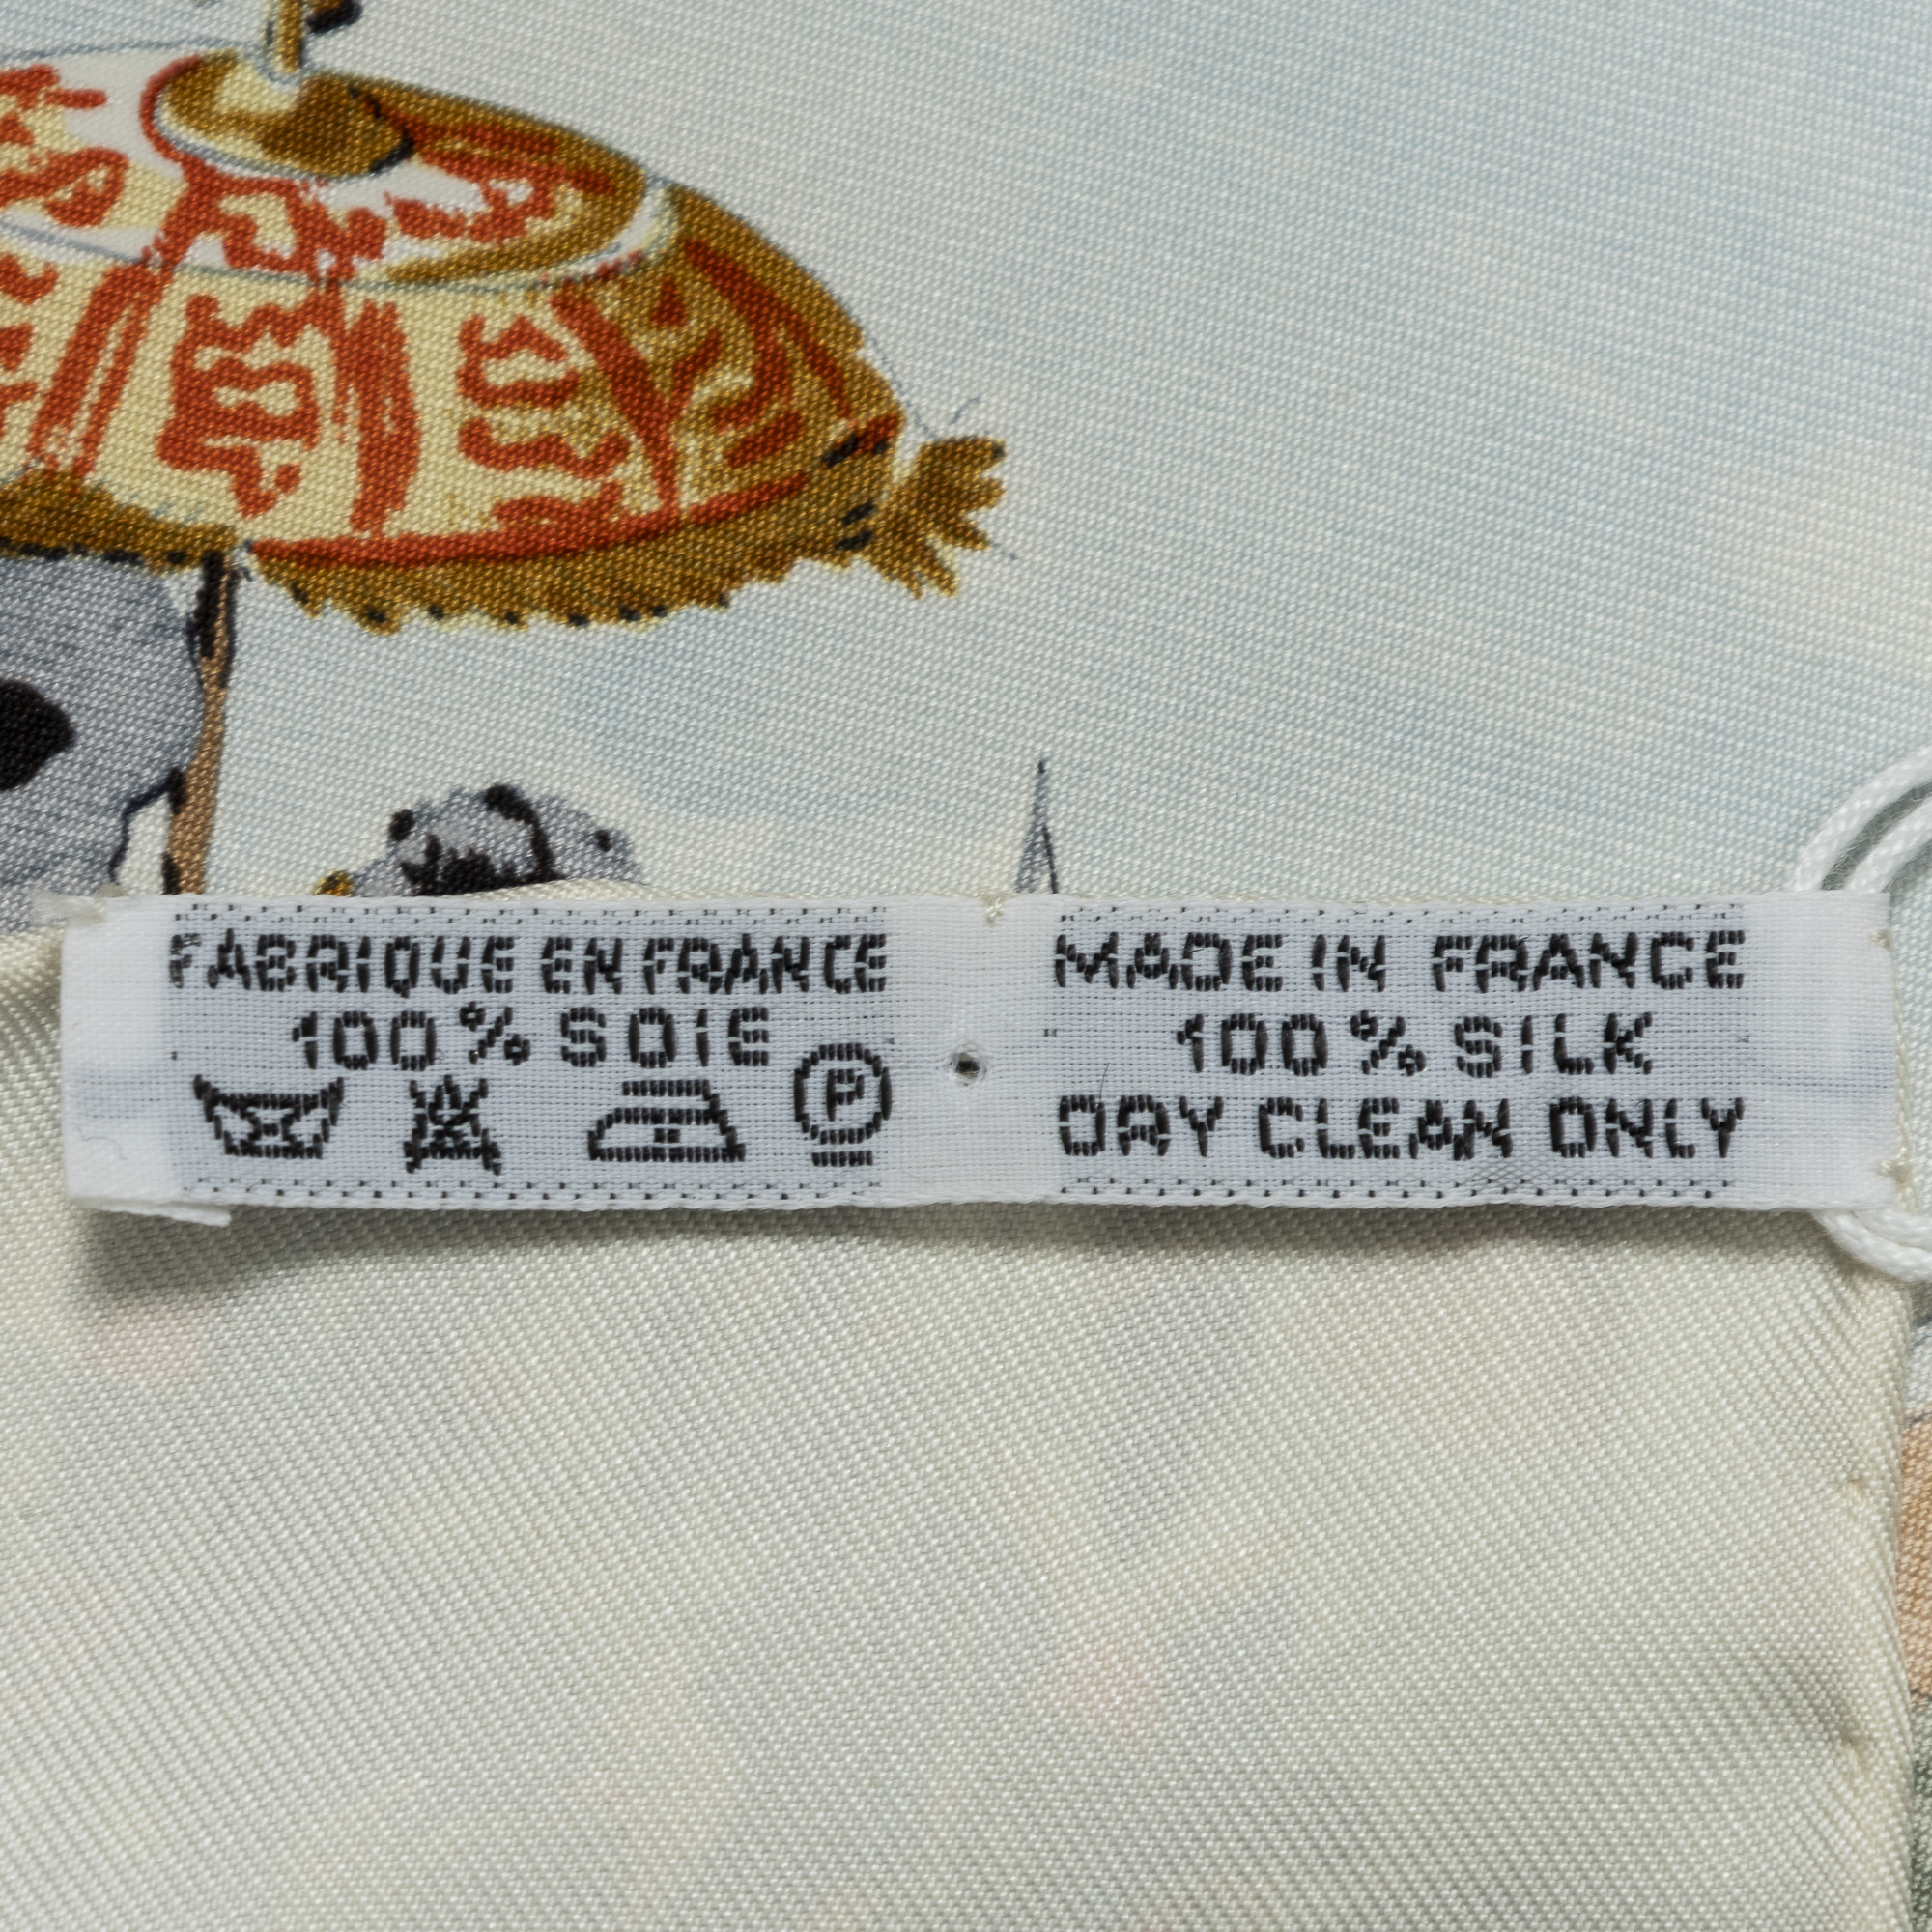 FABRIQUE EN FRANCE
100% SOIE
P
MADE IN FRANCE
100% SILK
DRY CLEAN ONLY